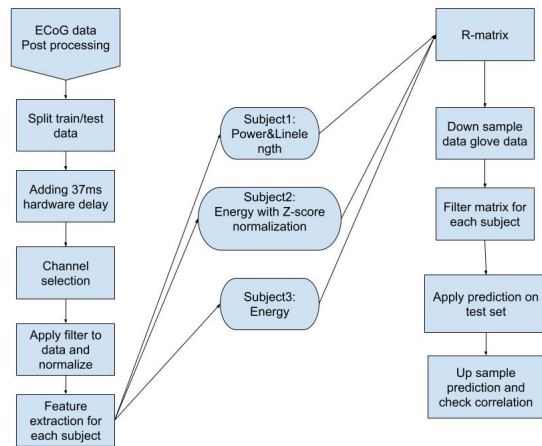 ECoG data
Post processing
Split train/test
data
Adding 37ms
hardware delay
Channel
selection
Apply filter to
data and
normalize
Feature
extraction for
each subject
Subject1:
Power&Linele
ngth
Subject2:
Energy with Z-score
normalization
Subject3:
Energy
R-matrix
Down sample
data glove data
Filter matrix for
each subject
Apply prediction on
test set
Up sample
prediction and
check correlation